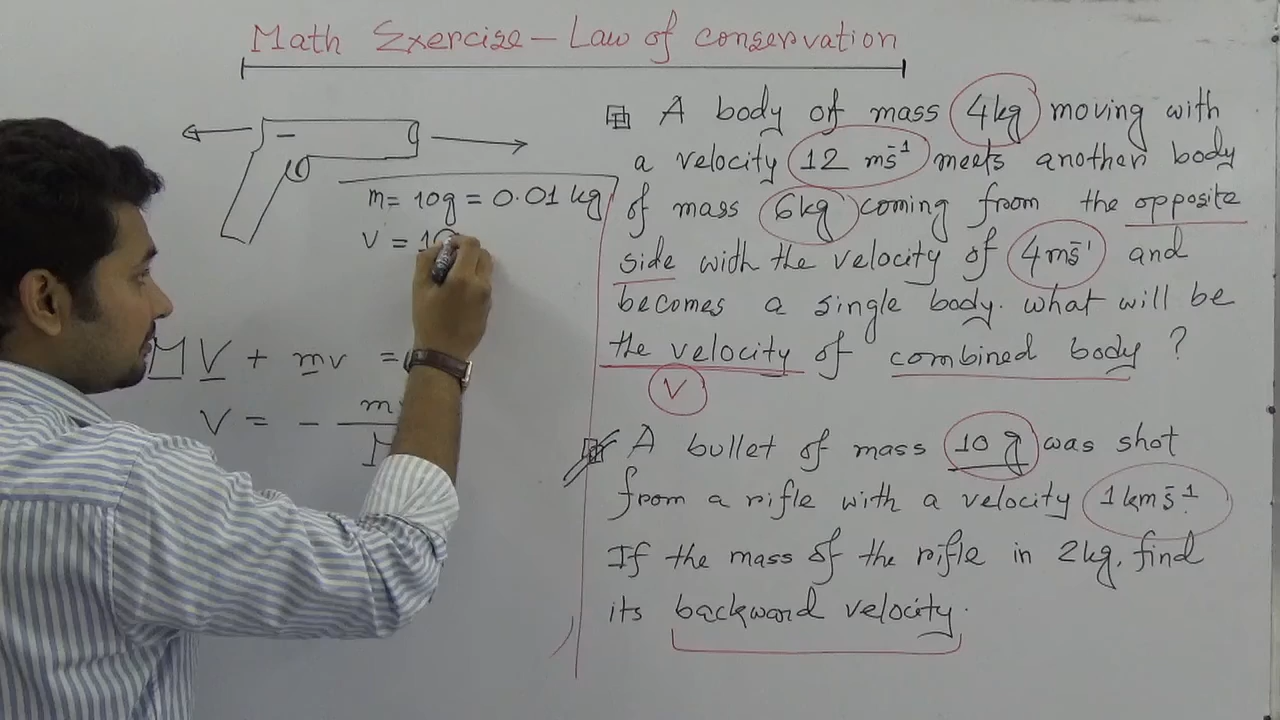 Math Exercise – Law of conservation
m = 10g = 0.01 kg
v = 10
MV + mv =
V = - m
A body of mass 4kg moving with
a velocity 12 ms⁻¹ meets another body
of mass 6kg coming from the opposite
side with the velocity of 4ms⁻¹ and
becomes a single body. what will be
the velocity of combined body ?
V
A bullet of mass 10 g was shot
from a rifle with a velocity 1kms⁻¹.
If the mass of the rifle in 2kg, find
its backward velocity.